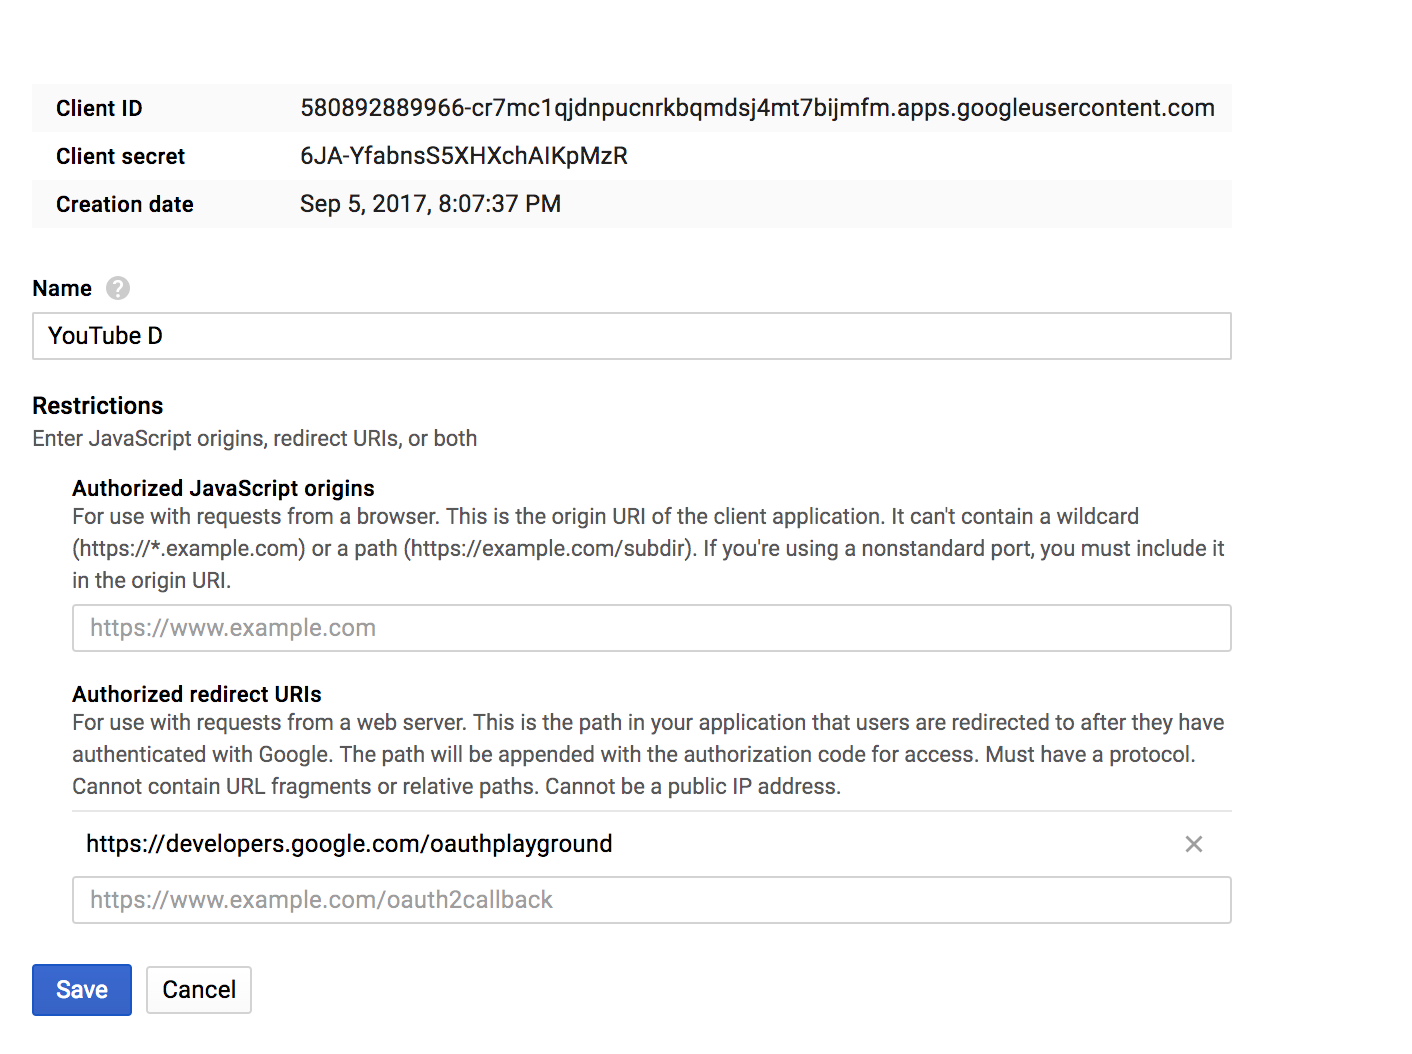 Client ID 580892889966-cr7mc1qjdnpucnrkbqmdsj4mt7bijmfm.apps.googleusercontent.com
Client secret 6JA-YfabnsS5XHXchAIKpMzR
Creation date Sep 5, 2017, 8:07:37 PM
Name ?
YouTube D
Restrictions
Enter JavaScript origins, redirect URIs, or both
Authorized JavaScript origins
For use with requests from a browser. This is the origin URI of the client application. It can't contain a wildcard
(https://*.example.com) or a path (https://example.com/subdir). If you're using a nonstandard port, you must include it
in the origin URI.
https://www.example.com
Authorized redirect URIs
For use with requests from a web server. This is the path in your application that users are redirected to after they have
authenticated with Google. The path will be appended with the authorization code for access. Must have a protocol.
Cannot contain URL fragments or relative paths. Cannot be a public IP address.
https://developers.google.com/oauthplayground
https://www.example.com/oauth2callback
Save Cancel